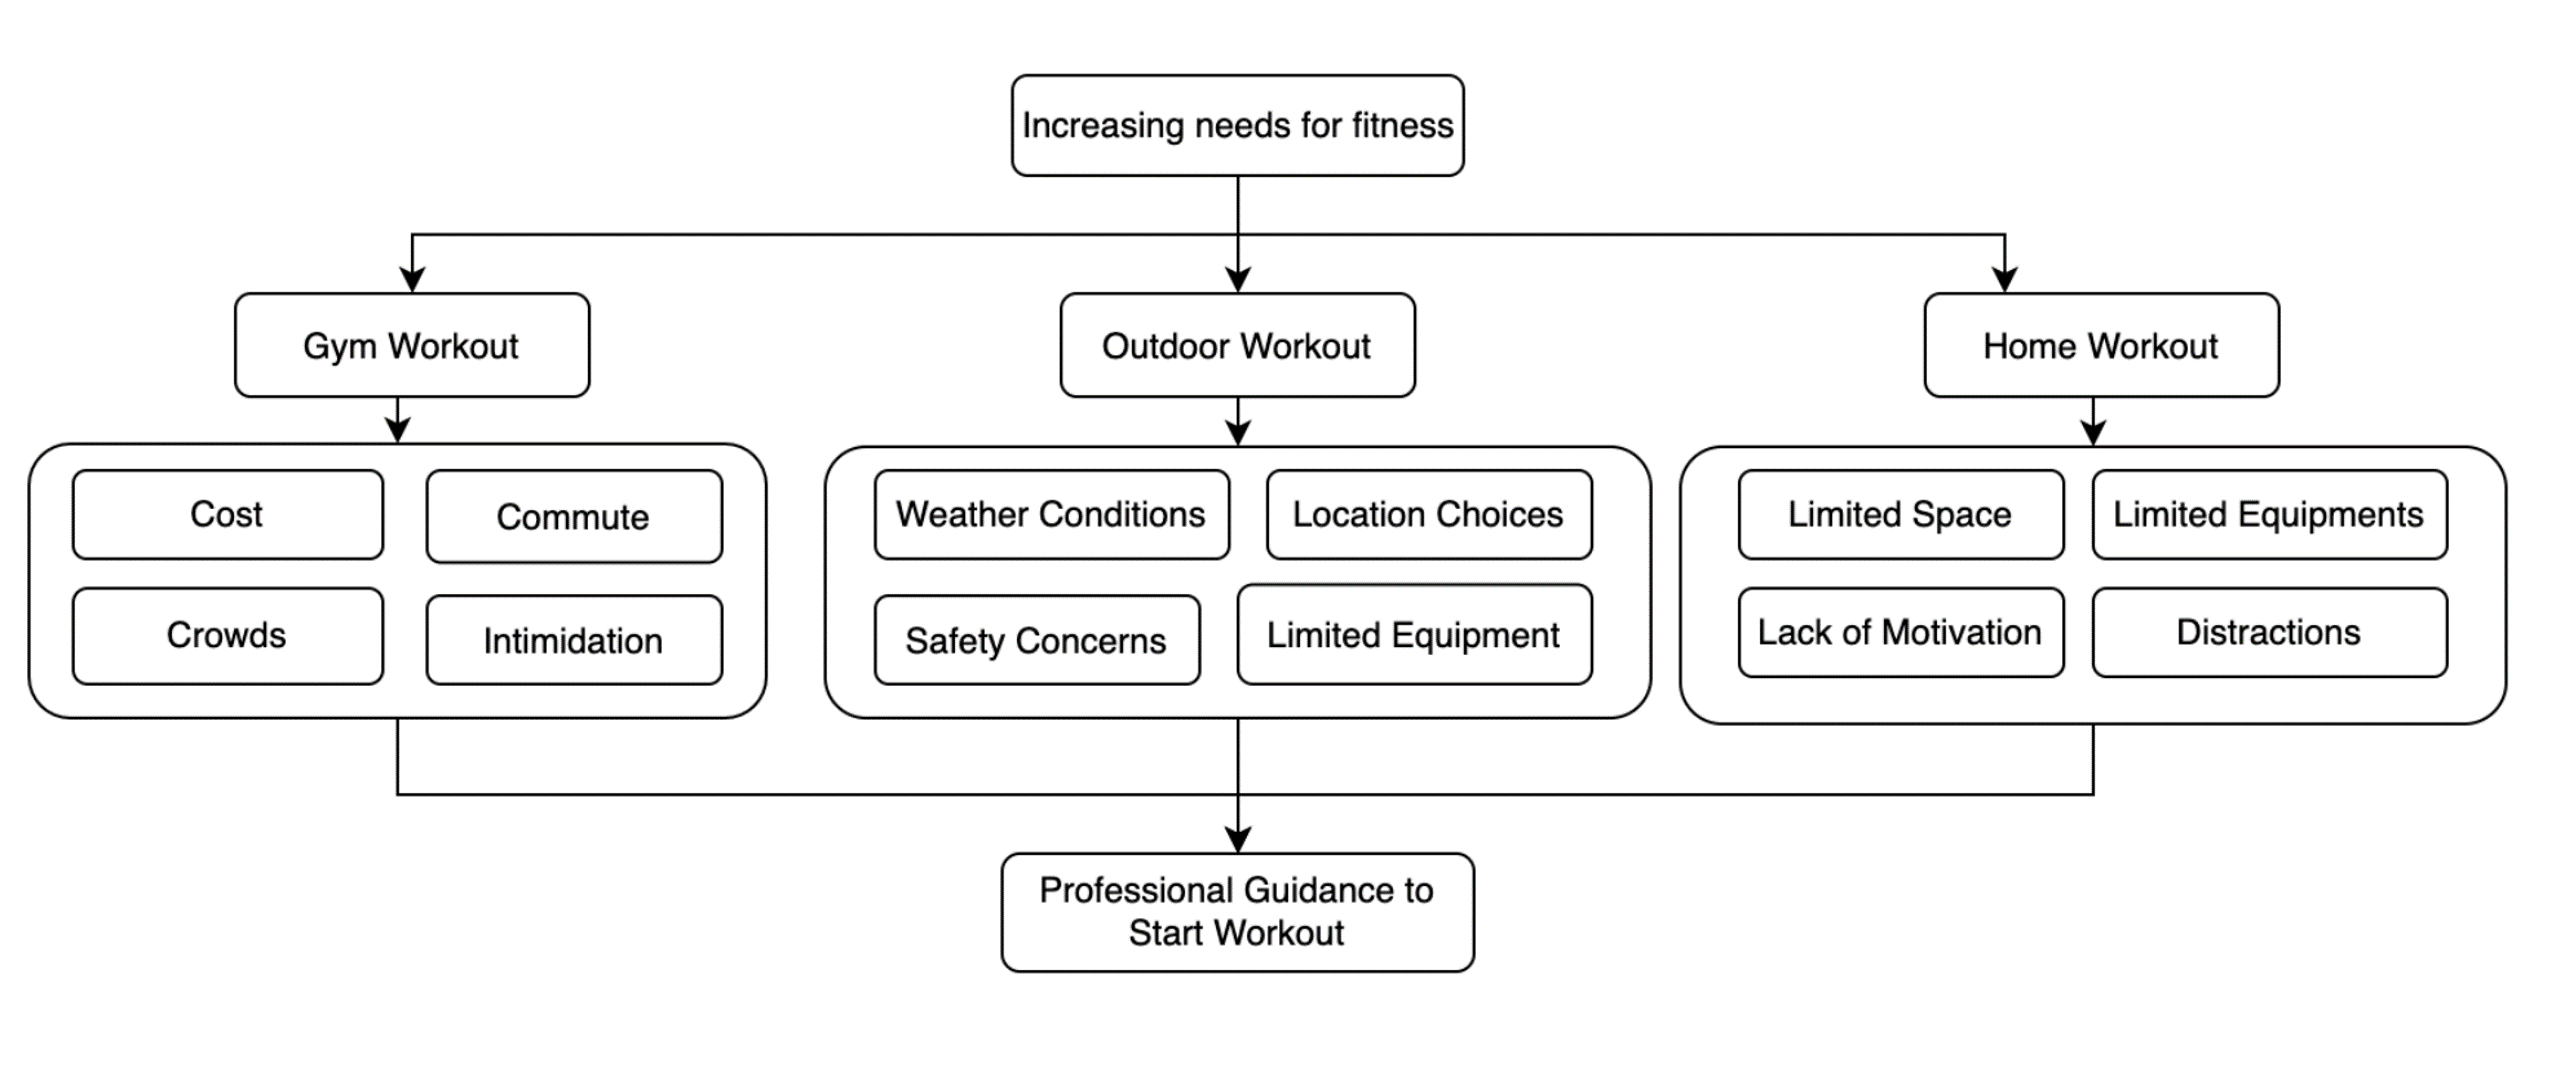 Increasing needs for fitness
Gym Workout
Outdoor Workout
Home Workout
Cost
Commute
Crowds
Intimidation
Weather Conditions
Location Choices
Safety Concerns
Limited Equipment
Limited Space
Limited Equipments
Lack of Motivation
Distractions
Professional Guidance to
Start Workout